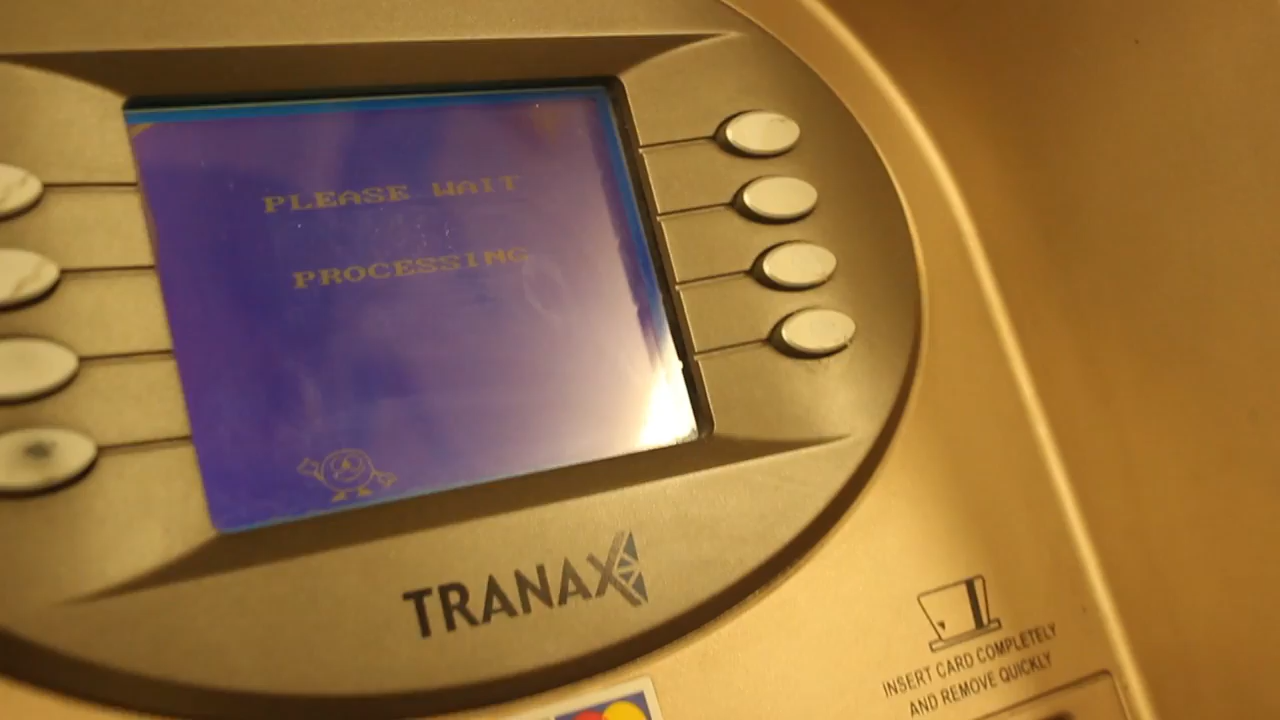 PLEASE WAIT
PROCESSING
TRANAX
INSERT CARD COMPLETELY
AND REMOVE QUICKLY